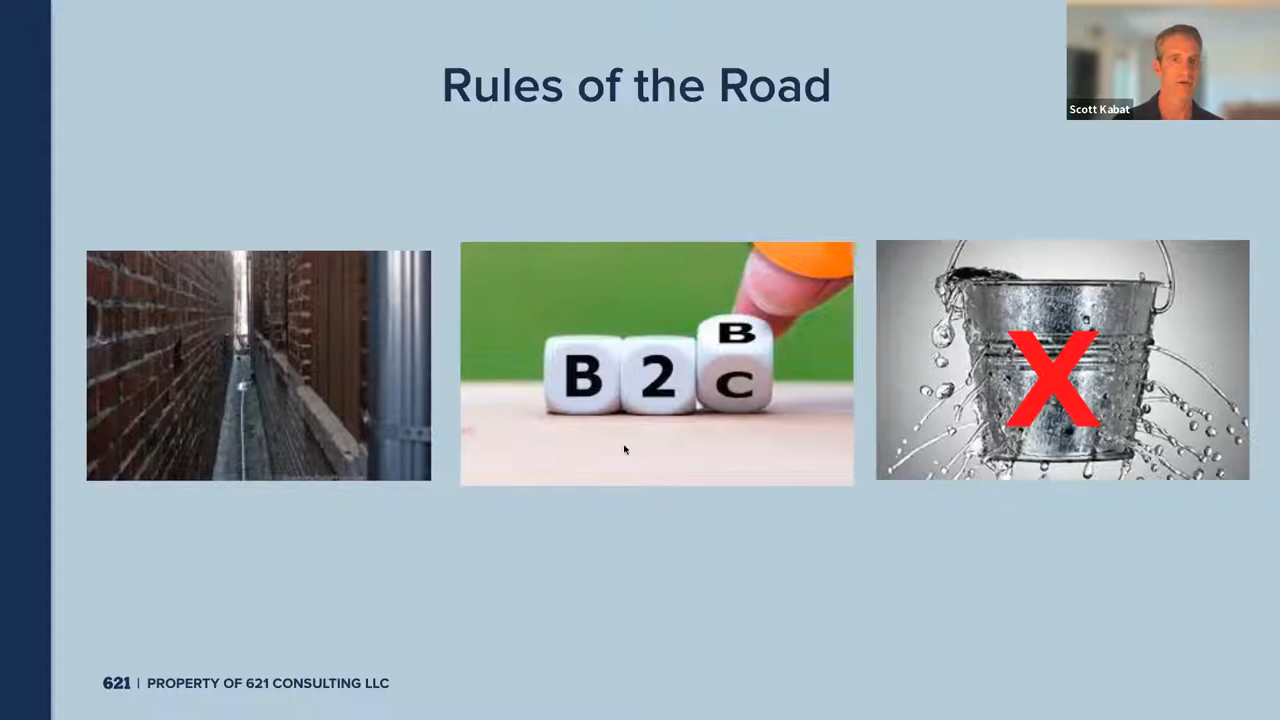 Rules of the Road
Scott Kabat
B 2 B
C
621 | PROPERTY OF 621 CONSULTING LLC
X